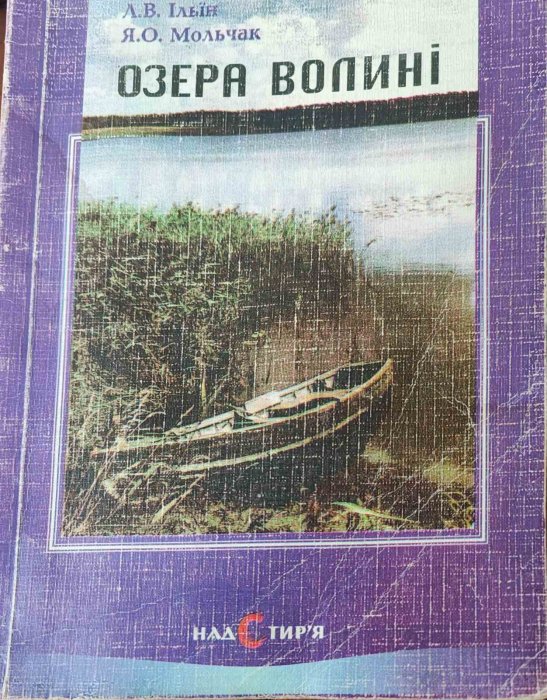 Л.В. Ільїн
Я.О. Мольчак
ОЗЕРА ВОЛИНІ
НАДСТИР'Я